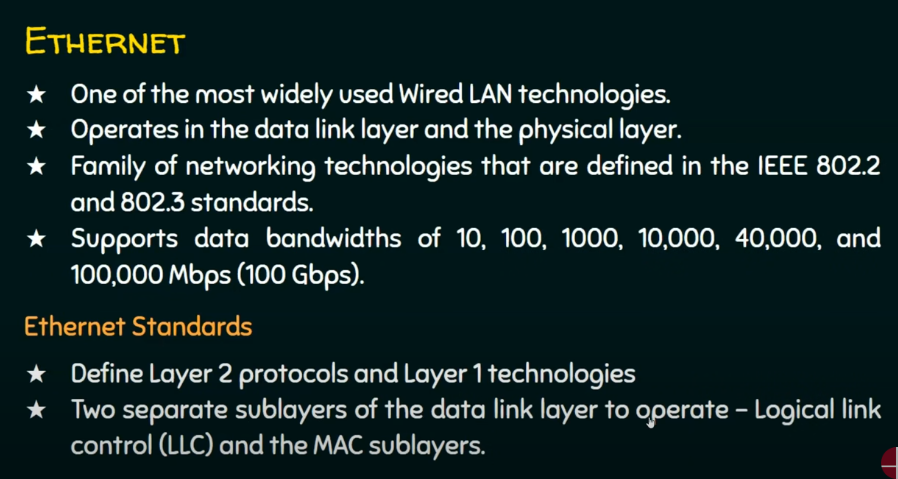 ETHERNET
★ One of the most widely used Wired LAN technologies.
★ Operates in the data link layer and the physical layer.
★ Family of networking technologies that are defined in the IEEE 802.2
and 802.3 standards.
★ Supports data bandwidths of 10, 100, 1000, 10,000, 40,000, and
100,000 Mbps (100 Gbps).
Ethernet Standards
★ Define Layer 2 protocols and Layer 1 technologies
★ Two separate sublayers of the data link layer to operate – Logical link
control (LLC) and the MAC sublayers.